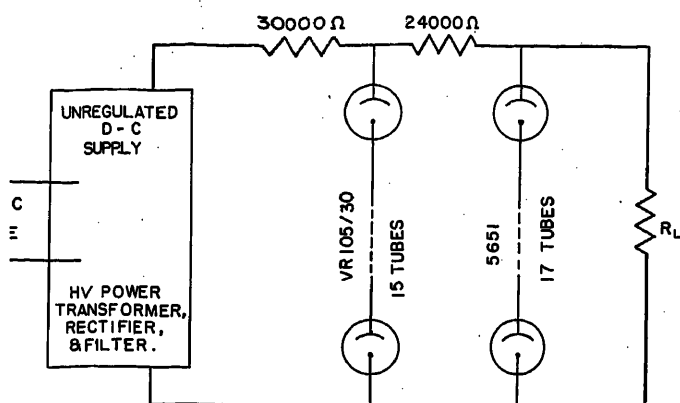 30000Ω
24000Ω
UNREGULATED
D-C
SUPPLY
C
HV POWER
TRANSFORMER,
RECTIFIER,
&FILTER.
VR105/30
15 TUBES
5651
17 TUBES
RL